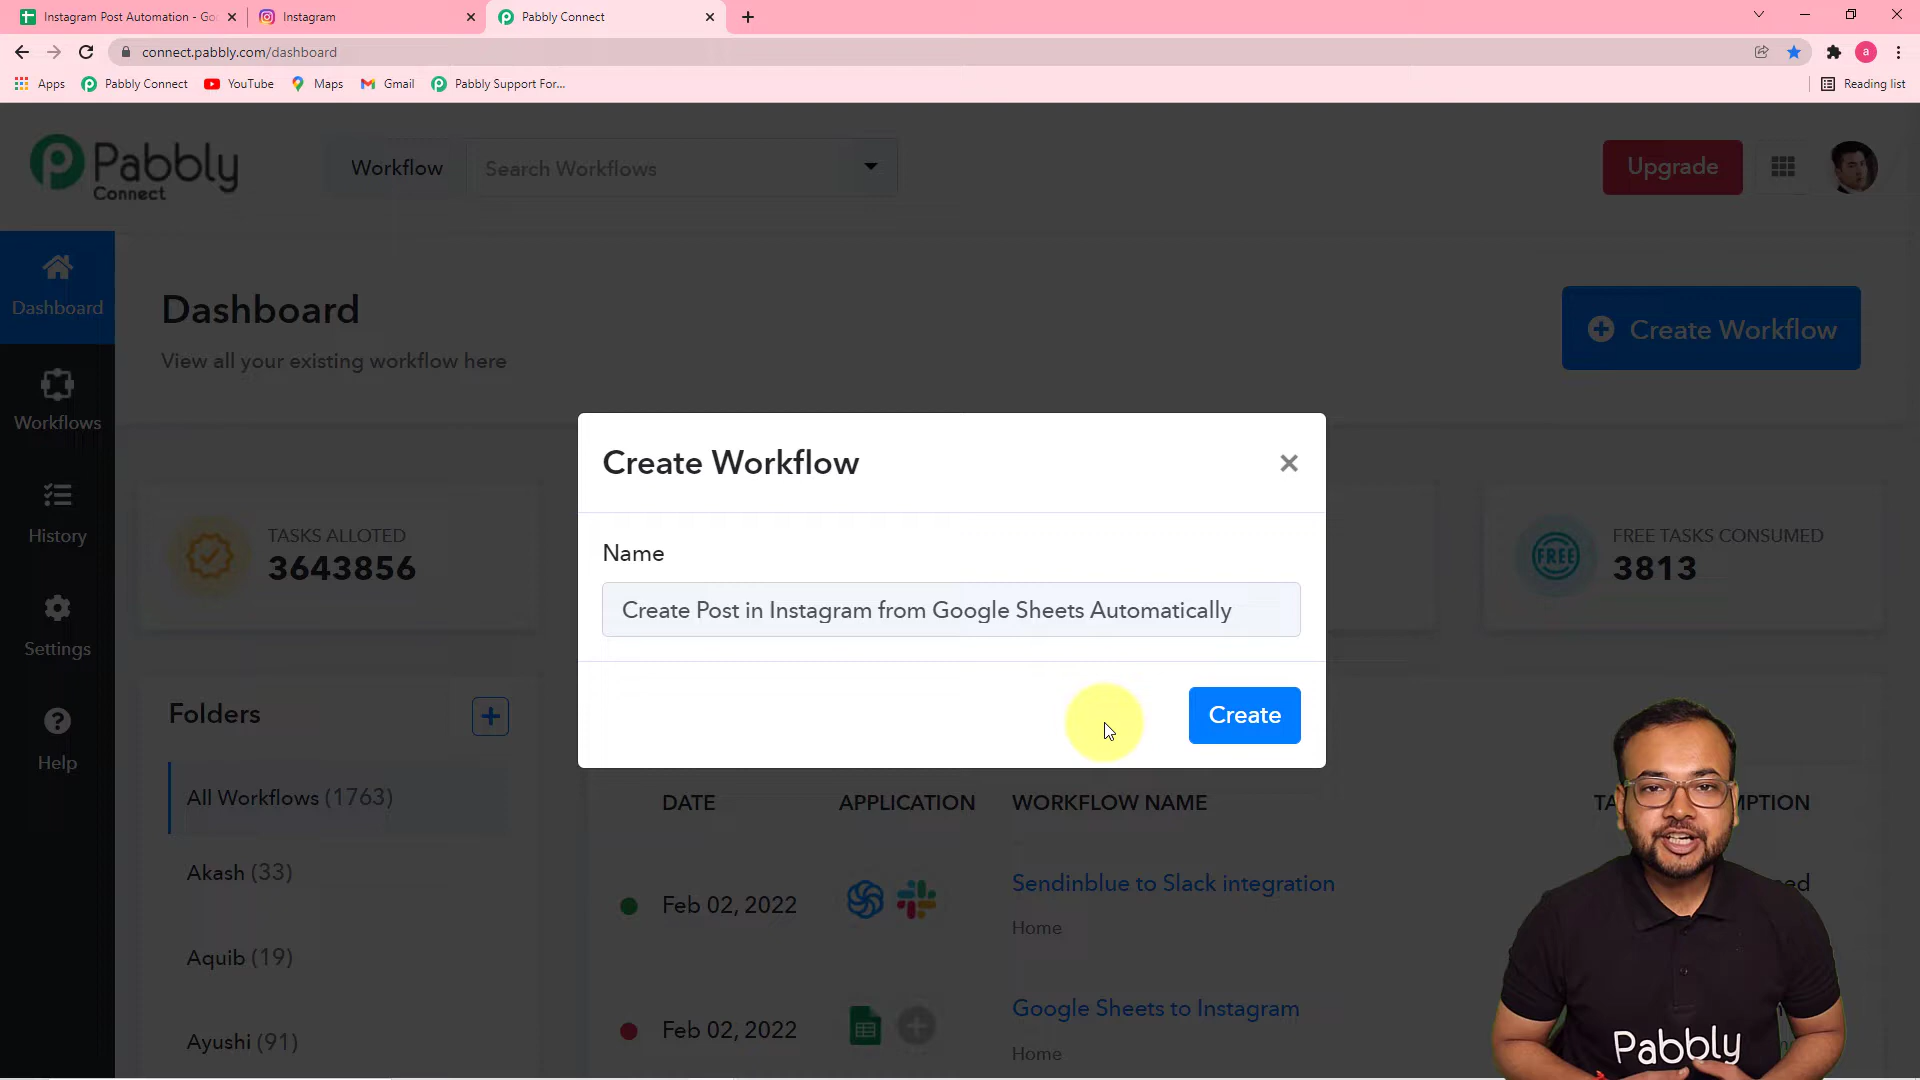 Instagram Post Automation - Go
Instagram
Pabbly Connect
connect.pabbly.com/dashboard
a
Apps
Pabbly Connect
YouTube
Maps
Gmail
Pabbly Support For...
Reading list
Pabbly
Connect
Workflow
Search Workflows
Upgrade
Dashboard
Workflows
History
Settings
Help
Dashboard
View all your existing workflow here
Create Workflow
Create Workflow
Name
Create Post in Instagram from Google Sheets Automatically
Create
TASKS ALLOTED
3643856
FREE
FREE TASKS CONSUMED
3813
Folders
All Workflows (1763)
Akash (33)
Aquib (19)
Ayushi (91)
DATE
APPLICATION
WORKFLOW NAME
Feb 02, 2022
Sendinblue to Slack integration
Home
Feb 02, 2022
Google Sheets to Instagram
Home
Pabbly